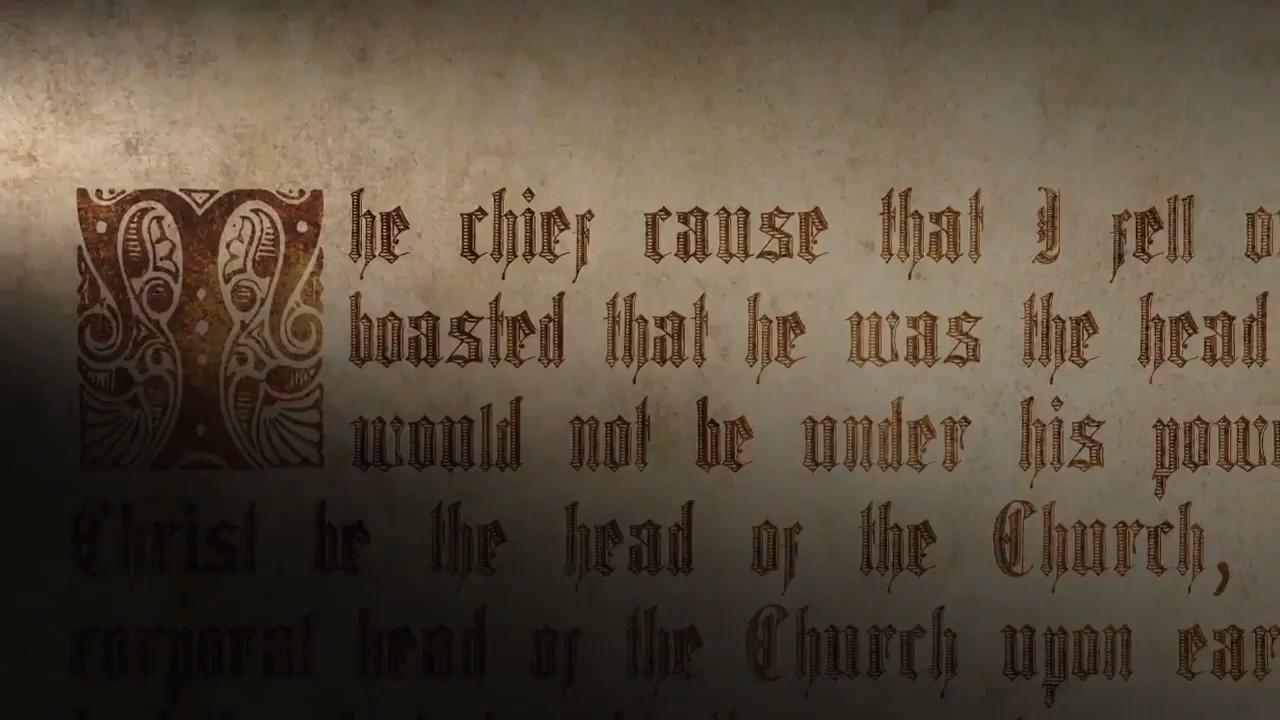 The chief cause that I fell
boasted that he was the head
would not be under his
Christ be the head of the Church,
corporal head of the Church upon